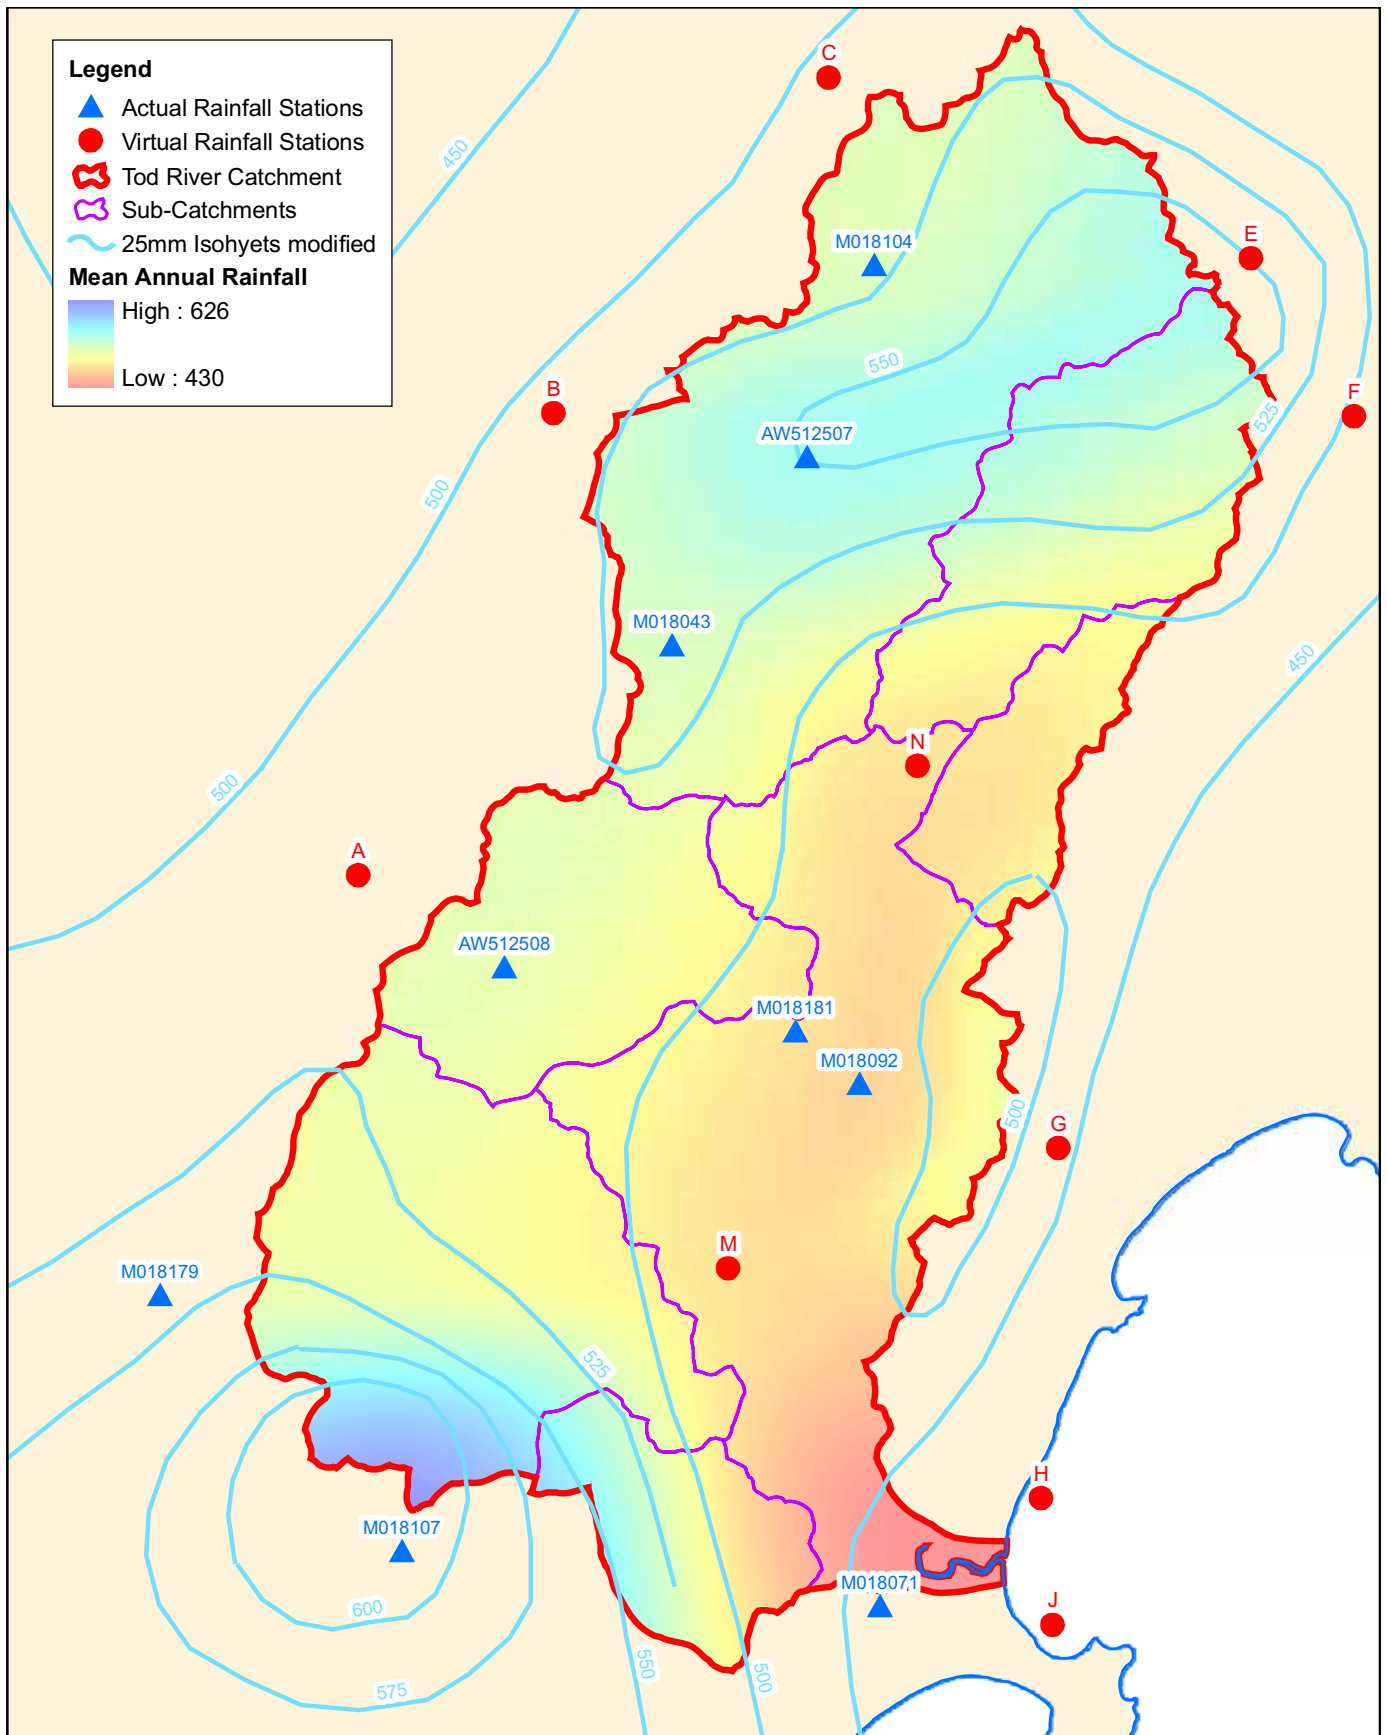 Legend
Actual Rainfall Stations
Virtual Rainfall Stations
Tod River Catchment
Sub-Catchments
25mm Isohyets modified
Mean Annual Rainfall
High : 626
Low : 430
C
450
E
M018104
550
B
F
525
AW512507
500
M018043
450
N
500
A
AW512508
M018181
M018092
500
G
M
M018179
525
H
M018107
M018071
600
J
550
500
575